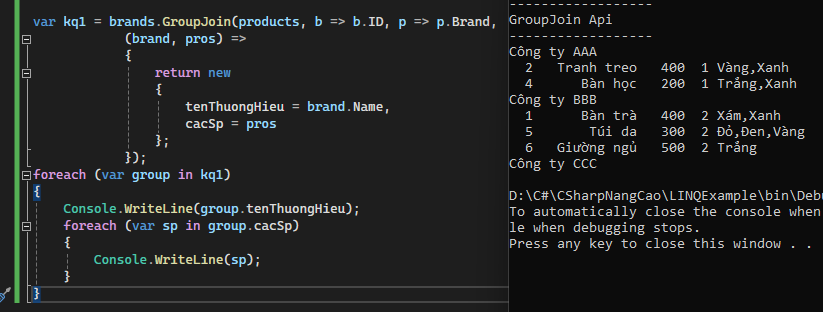 var kq1 = brands.GroupJoin(products, b => b.ID, p => p.Brand,
(brand, pros) =>
{
return new
{
tenThuongHieu = brand.Name,
cacSp = pros
};
});
foreach (var group in kq1)
{
Console.WriteLine(group.tenThuongHieu);
foreach (var sp in group.cacSp)
{
Console.WriteLine(sp);
}
}
-------------------
GroupJoin Api
-------------------
Công ty AAA
2 Tranh treo 400 1 Vàng,Xanh
4 Bàn học 200 1 Trắng,Xanh
Công ty BBB
1 Bàn trà 400 2 Xám,Xanh
5 Túi da 300 2 Đỏ,Đen,Vàng
6 Giường ngủ 500 2 Trắng
Công ty CCC
D:\C#\CSharpNangCao\LINQExample\bin\Debu
To automatically close the console when
le when debugging stops.
Press any key to close this window . .